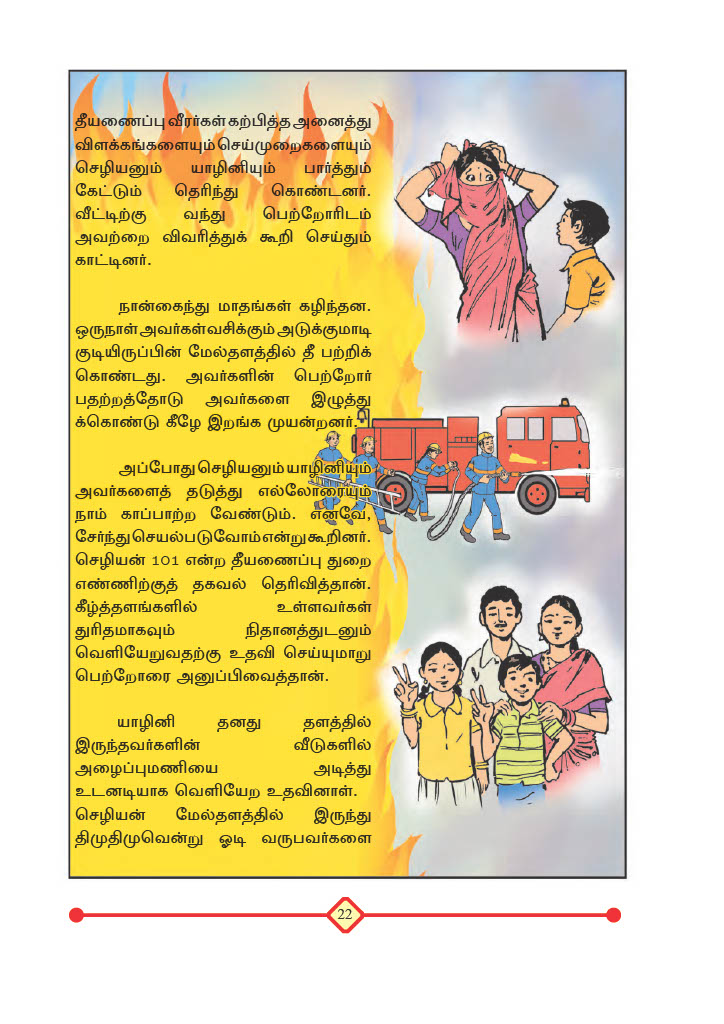 தீயணைப்பு வீரர்கள் கற்பித்த அனைத்து
விளக்கங்களையும் செய்முறைகளையும்
செழியனும் யாழினியும் பார்த்தும்
கேட்டும் தெரிந்து கொண்டனர்.
வீட்டிற்கு வந்து பெற்றோரிடம்
அவற்றை விவரித்துக் கூறி செய்தும்
காட்டினர்.
நான்கைந்து மாதங்கள் கழிந்தன.
ஒருநாள் அவர்கள் வசிக்கும் அடுக்குமாடி
குடியிருப்பின் மேல்தளத்தில் தீ பற்றிக்
கொண்டது. அவர்களின் பெற்றோர்
பதற்றத்தோடு அவர்களை இழுத்து
க்கொண்டு கீழே இறங்க முயன்றனர்.
அப்போது செழியனும் யாழினியும்
அவர்களைத் தடுத்து எல்லோரையும்
நாம் காப்பாற்ற வேண்டும். எனவே,
சேர்ந்து செயல்படுவோம் என்று கூறினர்.
செழியன் 101 என்ற தீயணைப்பு துறை
எண்ணிற்குத் தகவல் தெரிவித்தான்.
கீழ்த்தளங்களில் உள்ளவர்கள்
துரிதமாகவும் நிதானத்துடனும்
வெளியேறுவதற்கு உதவி செய்யுமாறு
பெற்றோரை அனுப்பிவைத்தான்.
யாழினி தனது தளத்தில்
இருந்தவர்களின் வீடுகளில்
அழைப்புமணியை அடித்து
உடனடியாக வெளியேற உதவினாள்.
செழியன் மேல்தளத்தில் இருந்து
திமுதிமுவென்று ஓடி வருபவர்களை
22